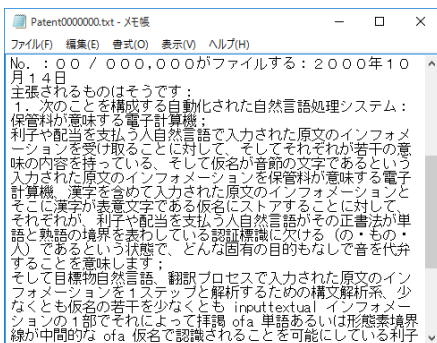 Patent0000000.txt - メモ帳
ファイル(F) 編集(E) 書式(O) 表示(V) ヘルプ(H)
No. :００ / ０００,０００がファイルする：２０００年１０
月１４日
主張されるものはそうです：
１. 次のことを構成する自動化された自然言語処理システム：
保管料が意味する電子計算機；
利子や配当を支払う人自然言語で入力された原文のインフォメ
ーションを受け取ることに対して、そしてそれぞれが若干の意
味の内容を持っている、そして仮名が音節の文字であるという
入力された原文のインフォメーションを保管料が意味する電子
計算機、漢字を含めて入力された原文のインフォメーションと
そこに漢字が表意文字である仮名にストアすることに対して、
それぞれが、利子や配当を支払う人自然言語がその正書法が単
語と熟語の境界を表わしている認証標識に欠ける（の・もの・
人）であるという状態で、どんな固有の目的もなしで音を代弁
することを意味します；
そして目標物自然言語、翻訳プロセスで入力された原文のイン
フォメーションを１ステップと解析するための構文解析系、少
なくとも仮名の若干を少なくとも inputtextual インフォメー
ションの１部でそれによって拝謁 ofa 単語あるいは形態素境界
線が中間的な ofa 仮名で認識されることを可能にしている利子